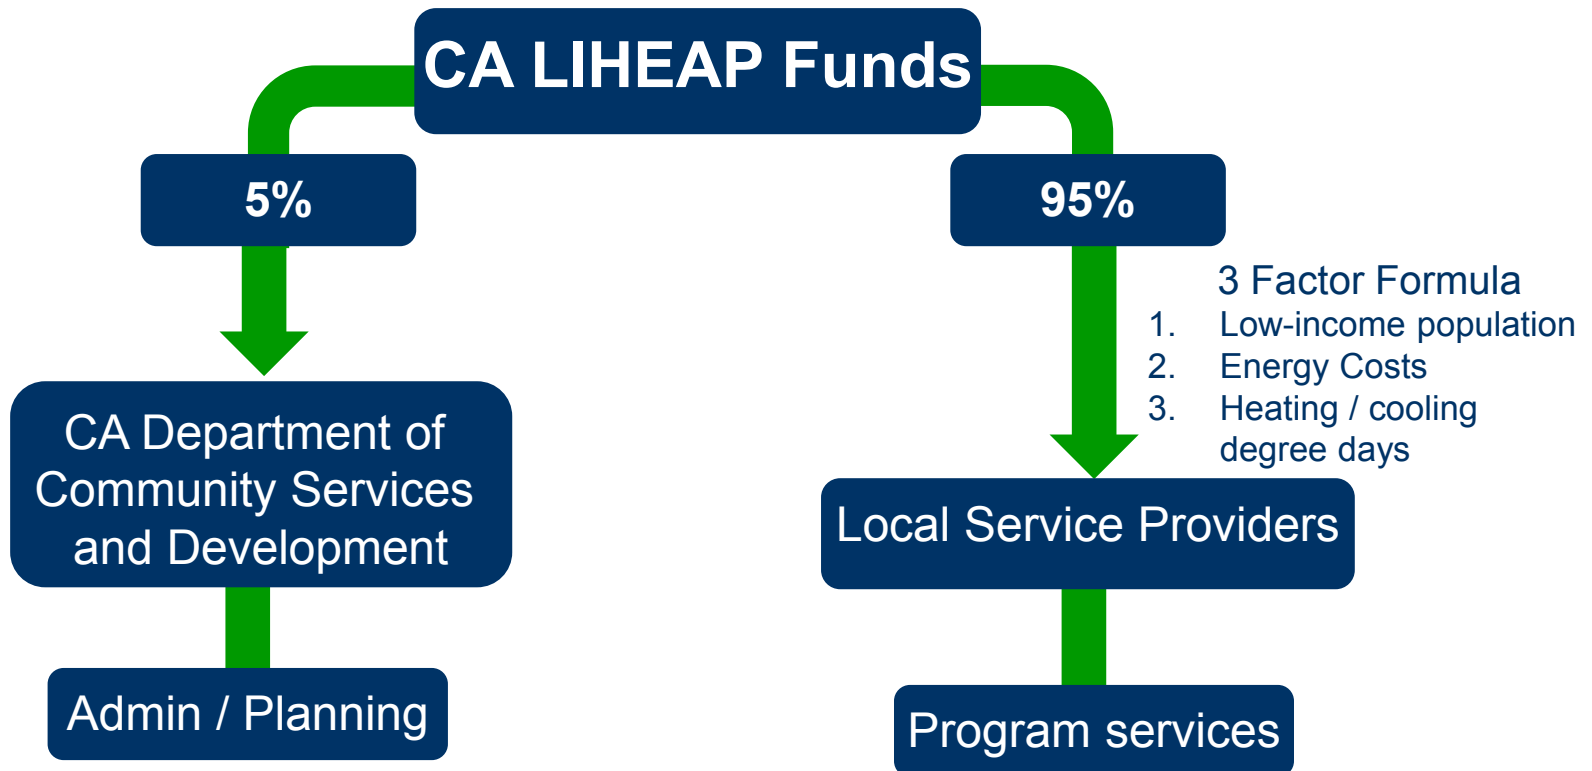 CA LIHEAP Funds
5%
95%
3 Factor Formula
1. Low-income population
2. Energy Costs
3. Heating / cooling
degree days
CA Department of
Community Services
and Development
Local Service Providers
Admin / Planning
Program services